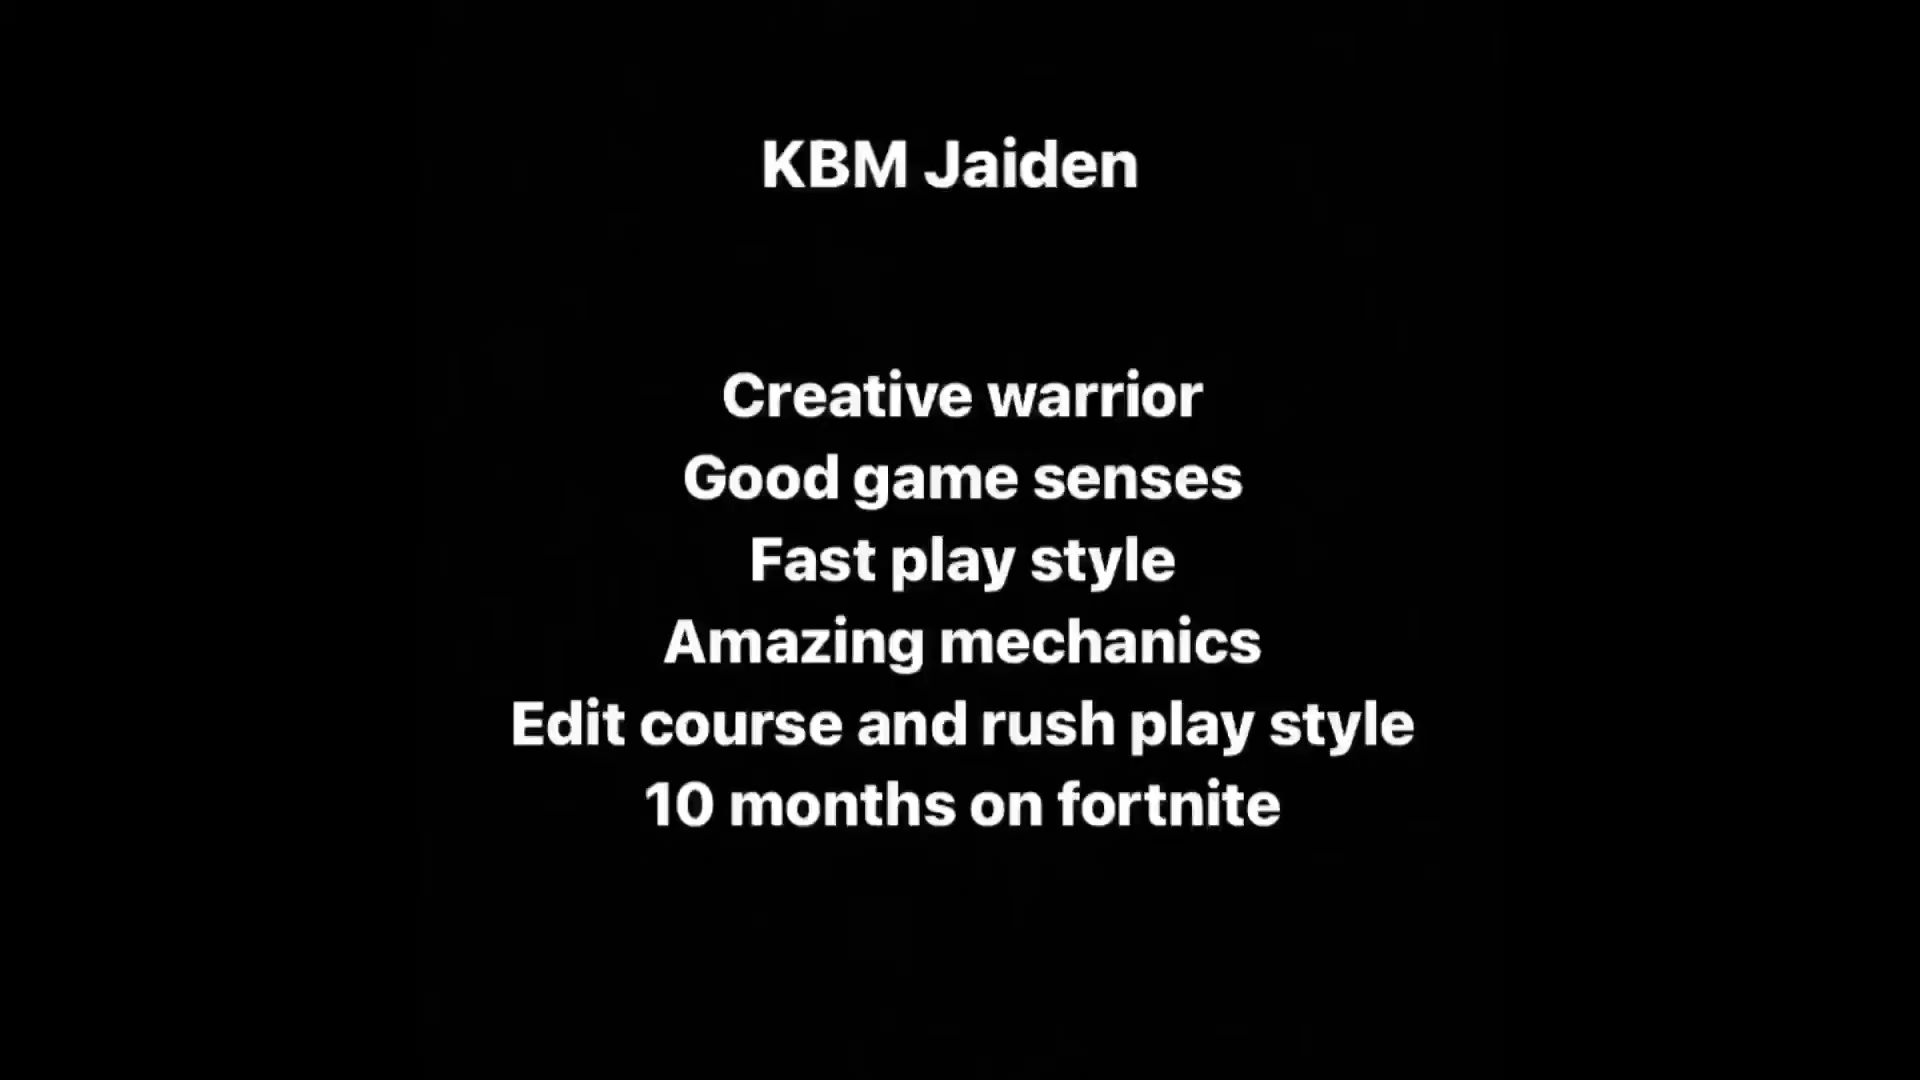 KBM Jaiden
Creative warrior
Good game senses
Fast play style
Amazing mechanics
Edit course and rush play style
10 months on fortnite